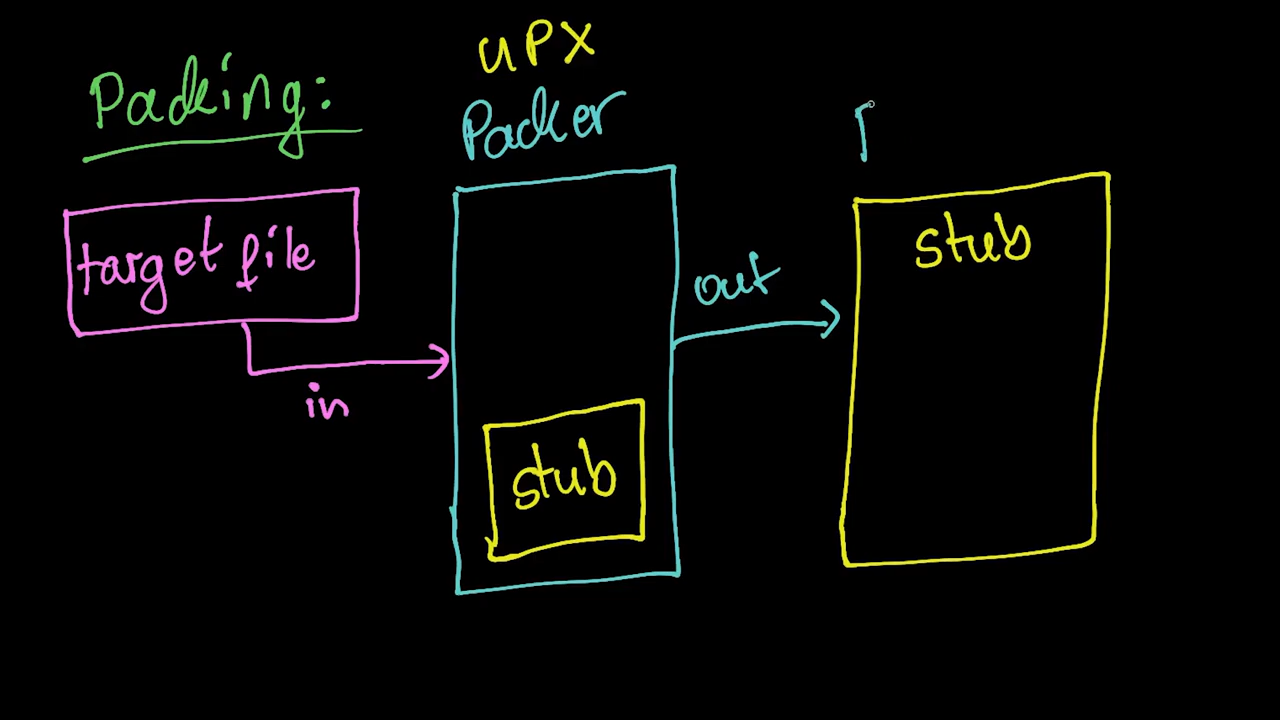 Packing:
UPX
Packer
target file
in
stub
out
stub